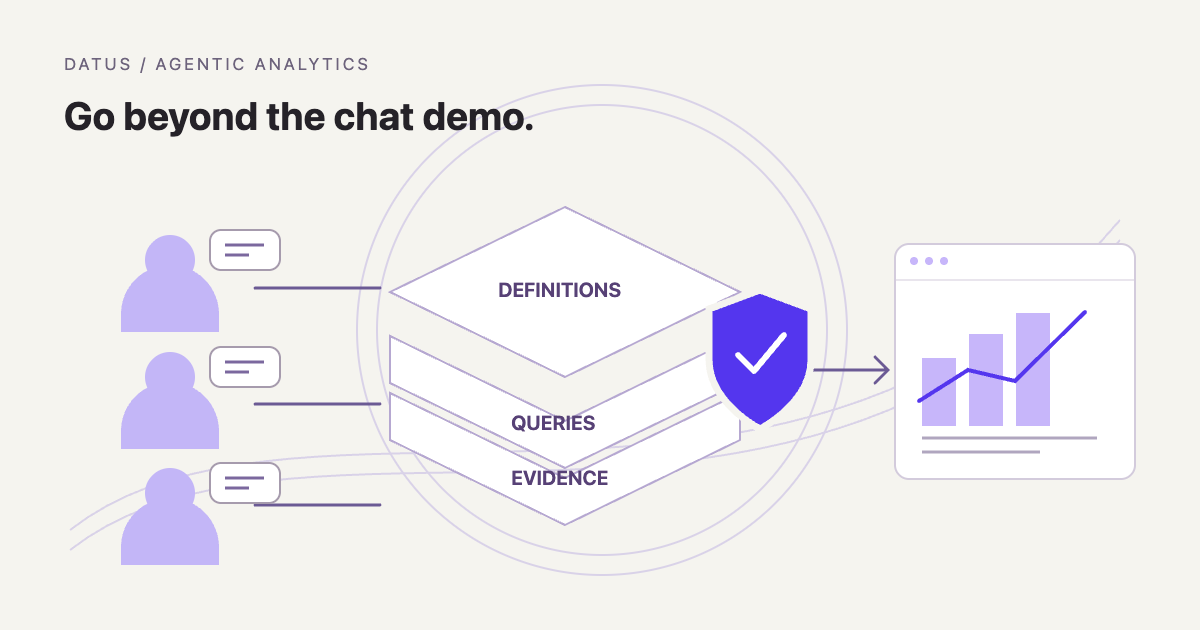 DATUS / AGENTIC ANALYTICS
Go beyond the chat demo.
DEFINITIONS
QUERIES
EVIDENCE